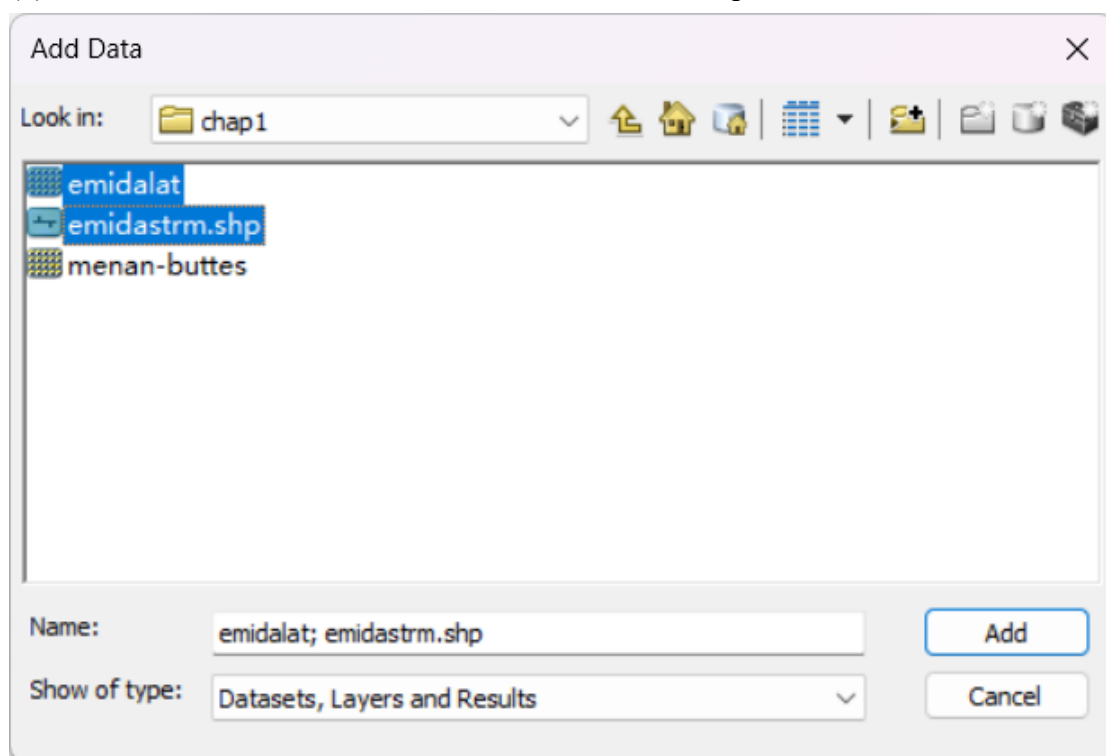 Add Data
Look in: chap1
emidalat
emidastrm.shp
menan-buttes
Name: emidalat; emidastrm.shp Add
Show of type: Datasets, Layers and Results Cancel